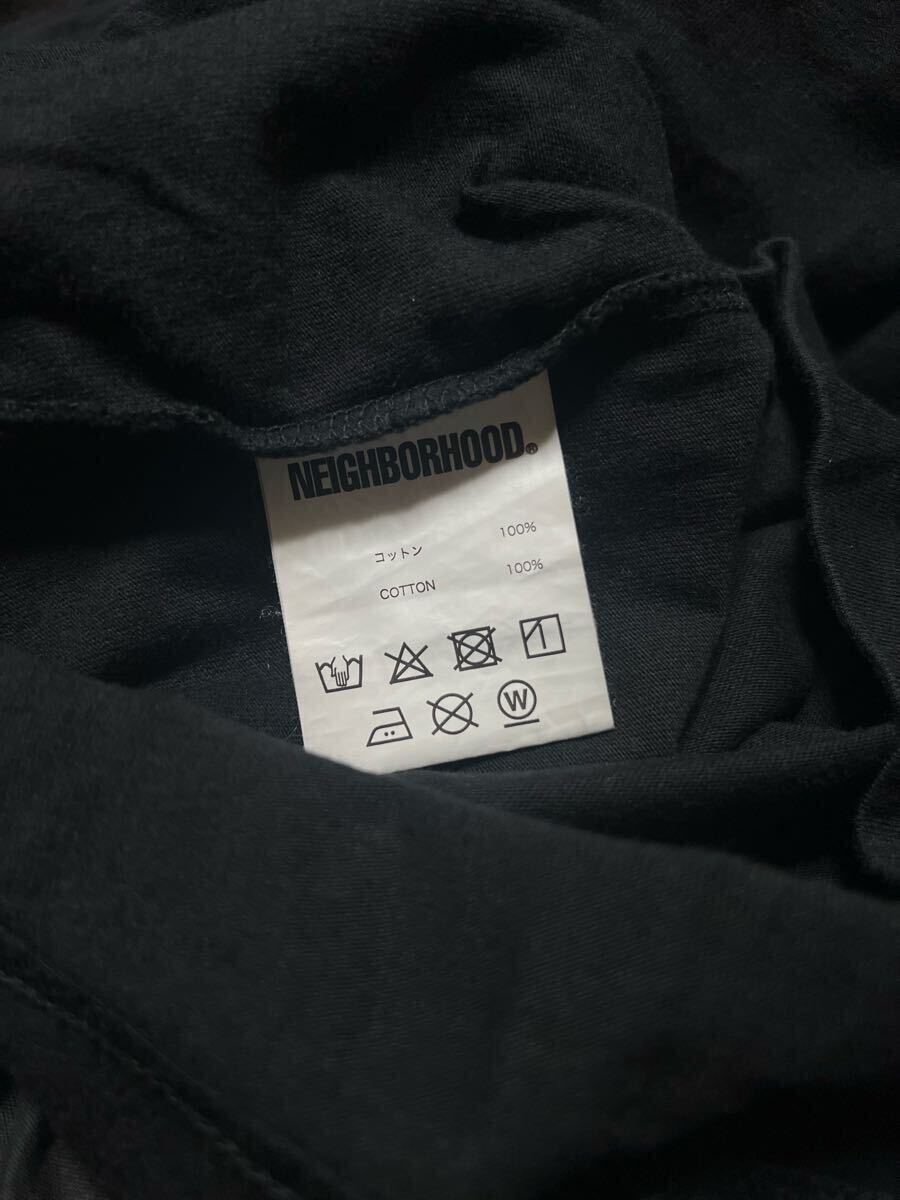 NEIGHBORHOOD®
コットン 100%
COTTON 100%
W